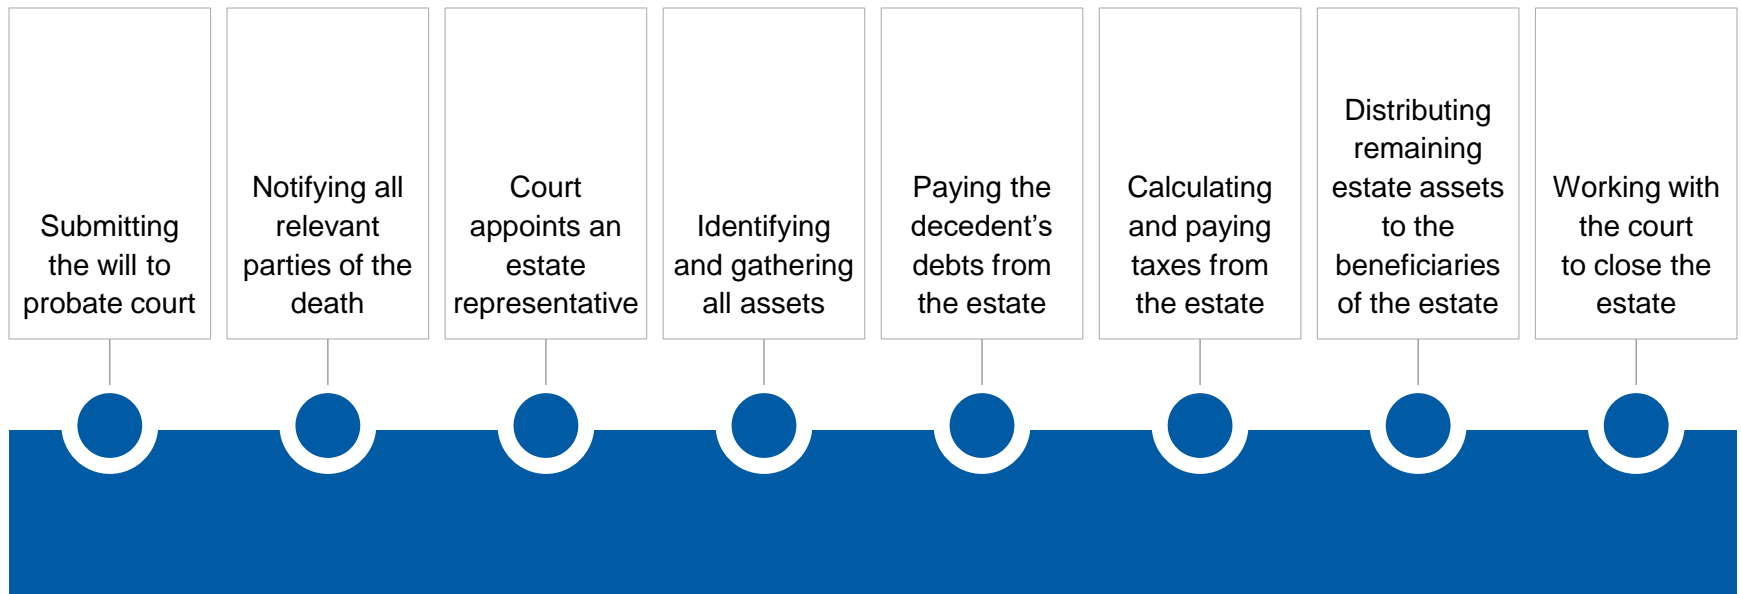 Submitting
the will to
probate court
Notifying all
relevant
parties of the
death
Court
appoints an
estate
representative
Identifying
and gathering
all assets
Paying the
decedent’s
debts from
the estate
Calculating
and paying
taxes from
the estate
Distributing
remaining
estate assets
to the
beneficiaries
of the estate
Working with
the court
to close the
estate